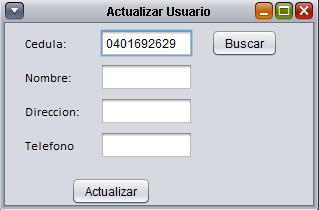 Actualizar Usuario
Cedula: 0401692629 Buscar
Nombre:
Direccion:
Telefono
Actualizar